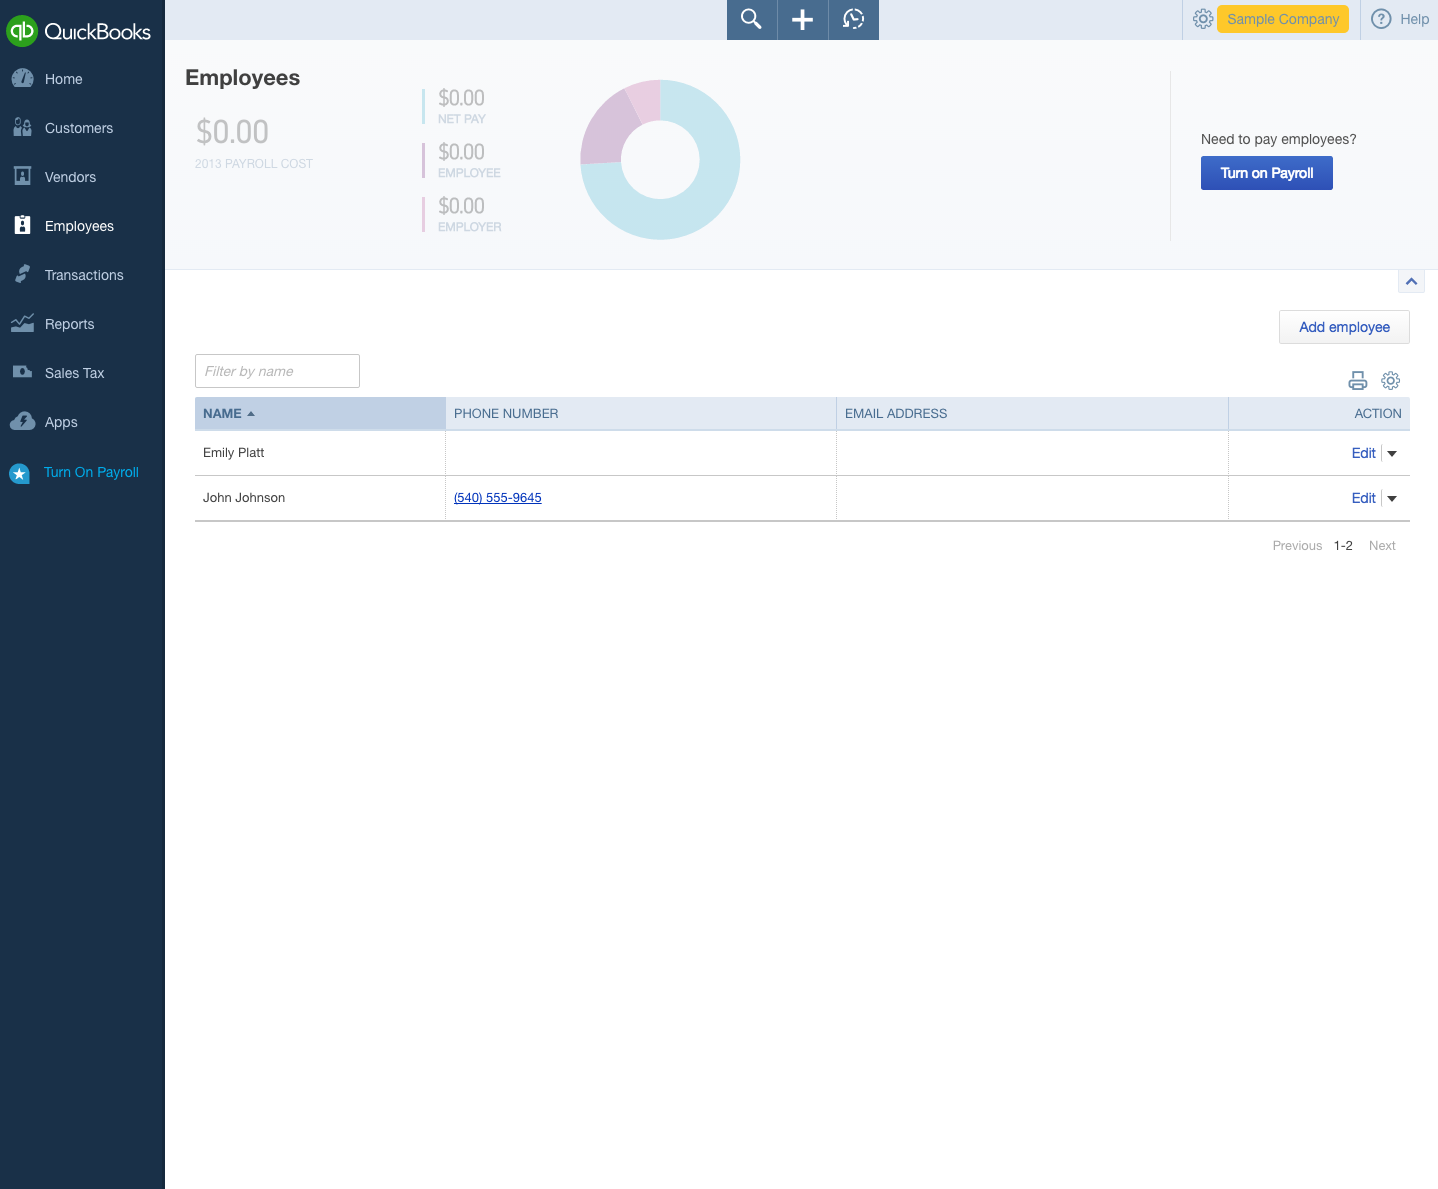 QuickBooks
Sample Company
Help
Home
Customers
Vendors
Employees
Transactions
Reports
Sales Tax
Apps
Turn On Payroll
Employees
$0.00
2013 PAYROLL COST
$0.00
NET PAY
$0.00
EMPLOYEE
$0.00
EMPLOYER
Need to pay employees?
Turn on Payroll
Add employee
Filter by name
NAME PHONE NUMBER EMAIL ADDRESS ACTION
Emily Platt Edit
John Johnson (540) 555-9645 Edit
Previous 1-2 Next